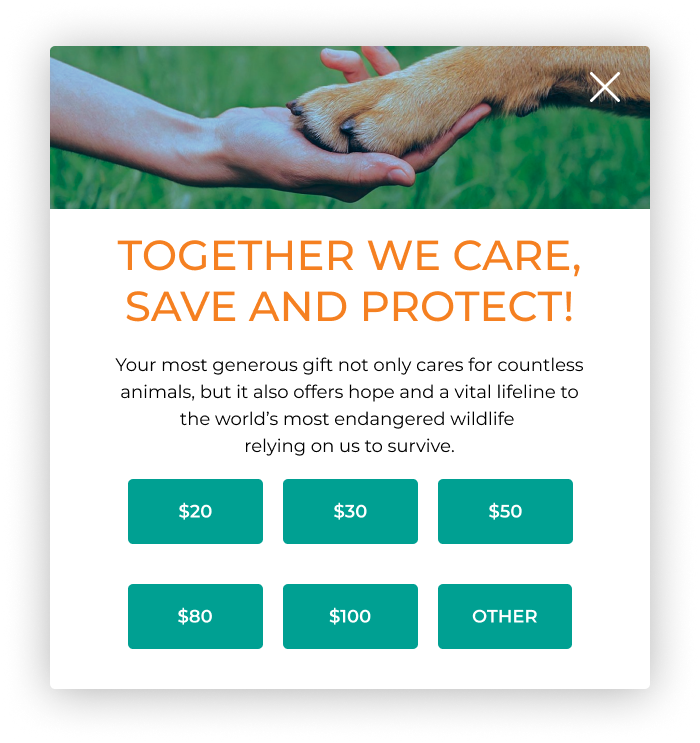 TOGETHER WE CARE,
SAVE AND PROTECT!
Your most generous gift not only cares for countless
animals, but it also offers hope and a vital lifeline to
the world’s most endangered wildlife
relying on us to survive.
$20 $30 $50
$80 $100 OTHER